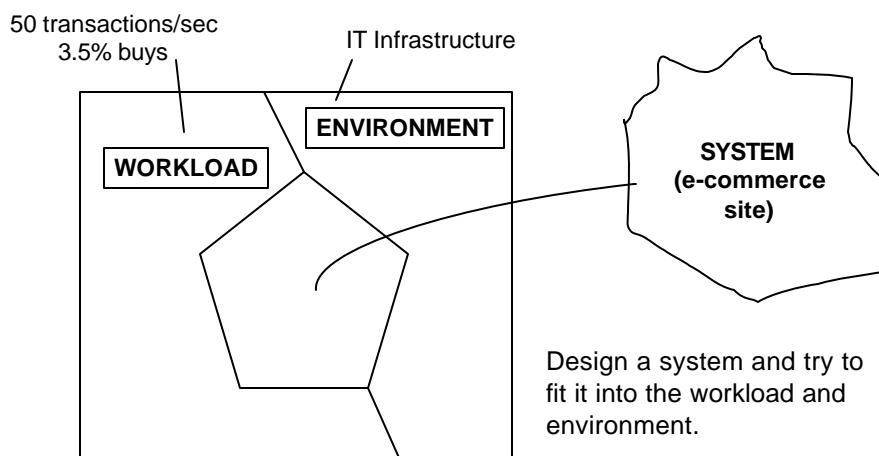 50 transactions/sec
3.5% buys
IT Infrastructure
ENVIRONMENT
WORKLOAD
SYSTEM
(e-commerce
site)
Design a system and try to
fit it into the workload and
environment.